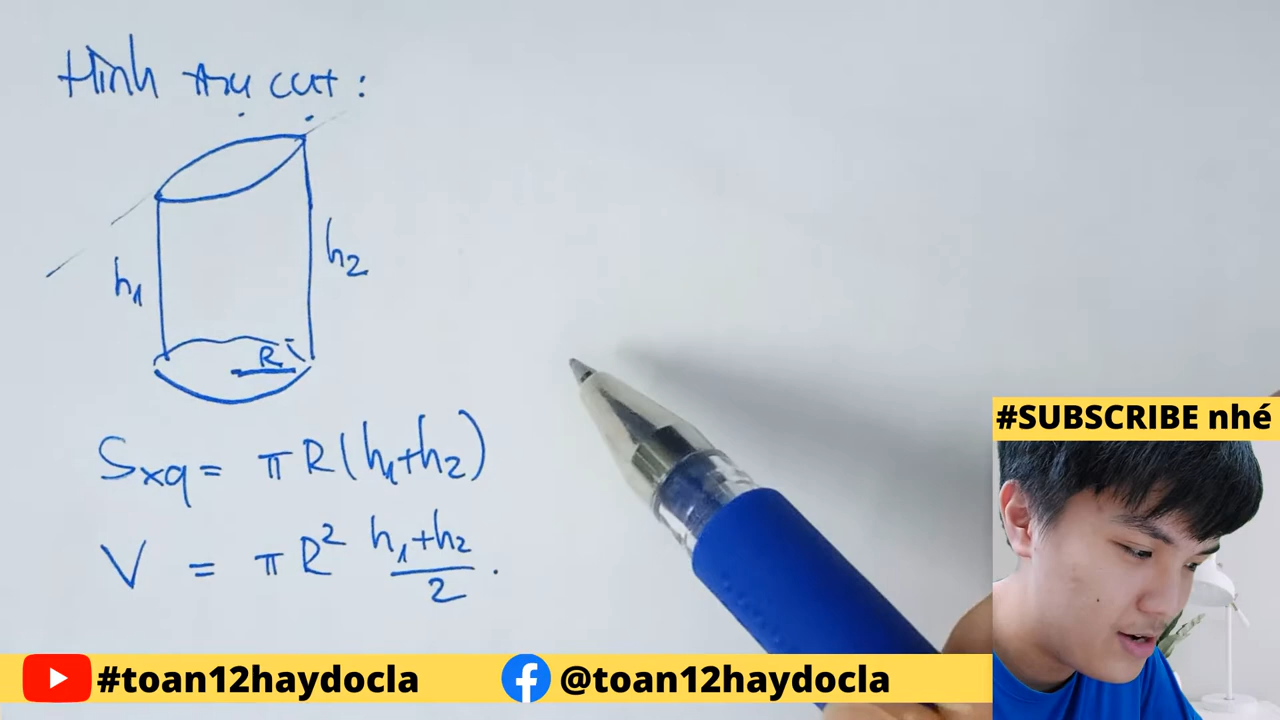 Hình trụ cụt:
h₁
h₂
R
Sxq = πR(h₁+h₂)
V = πR² (h₁+h₂)/2.
#SUBSCRIBE nhé
#toan12haydocla
@toan12haydocla